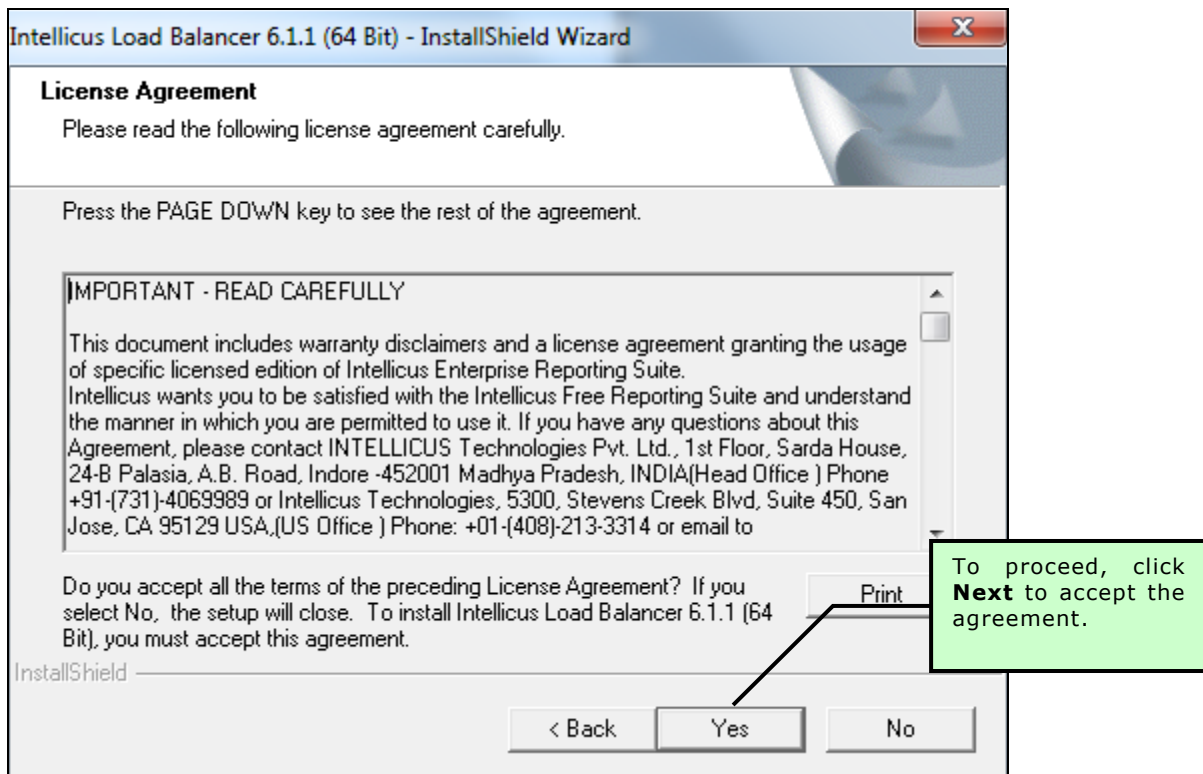 Intellicus Load Balancer 6.1.1 (64 Bit) - InstallShield Wizard
License Agreement
Please read the following license agreement carefully.
Press the PAGE DOWN key to see the rest of the agreement.
IMPORTANT - READ CAREFULLY
This document includes warranty disclaimers and a license agreement granting the usage
of specific licensed edition of Intellicus Enterprise Reporting Suite.
Intellicus wants you to be satisfied with the Intellicus Free Reporting Suite and understand
the manner in which you are permitted to use it. If you have any questions about this
Agreement, please contact INTELLICUS Technologies Pvt. Ltd., 1st Floor, Sarda House,
24-B Palasia, A.B. Road, Indore -452001 Madhya Pradesh, INDIA(Head Office ) Phone
+91-(731)-4069989 or Intellicus Technologies, 5300, Stevens Creek Blvd, Suite 450, San
Jose, CA 95129 USA,(US Office ) Phone: +01-(408)-213-3314 or email to
Do you accept all the terms of the preceding License Agreement? If you
select No, the setup will close. To install Intellicus Load Balancer 6.1.1 (64
Bit), you must accept this agreement.
Print
To proceed, click
Next to accept the
agreement.
InstallShield
< Back
Yes
No